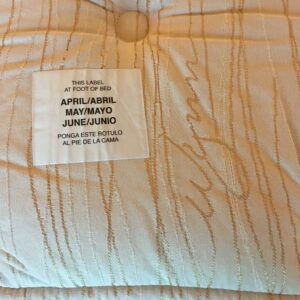 THIS LABEL
AT FOOT OF BED
APRIL/ABRIL
MAY/MAYO
JUNE/JUNIO
PONGA ESTE ROTULO
AL PIE DE LA CAMA